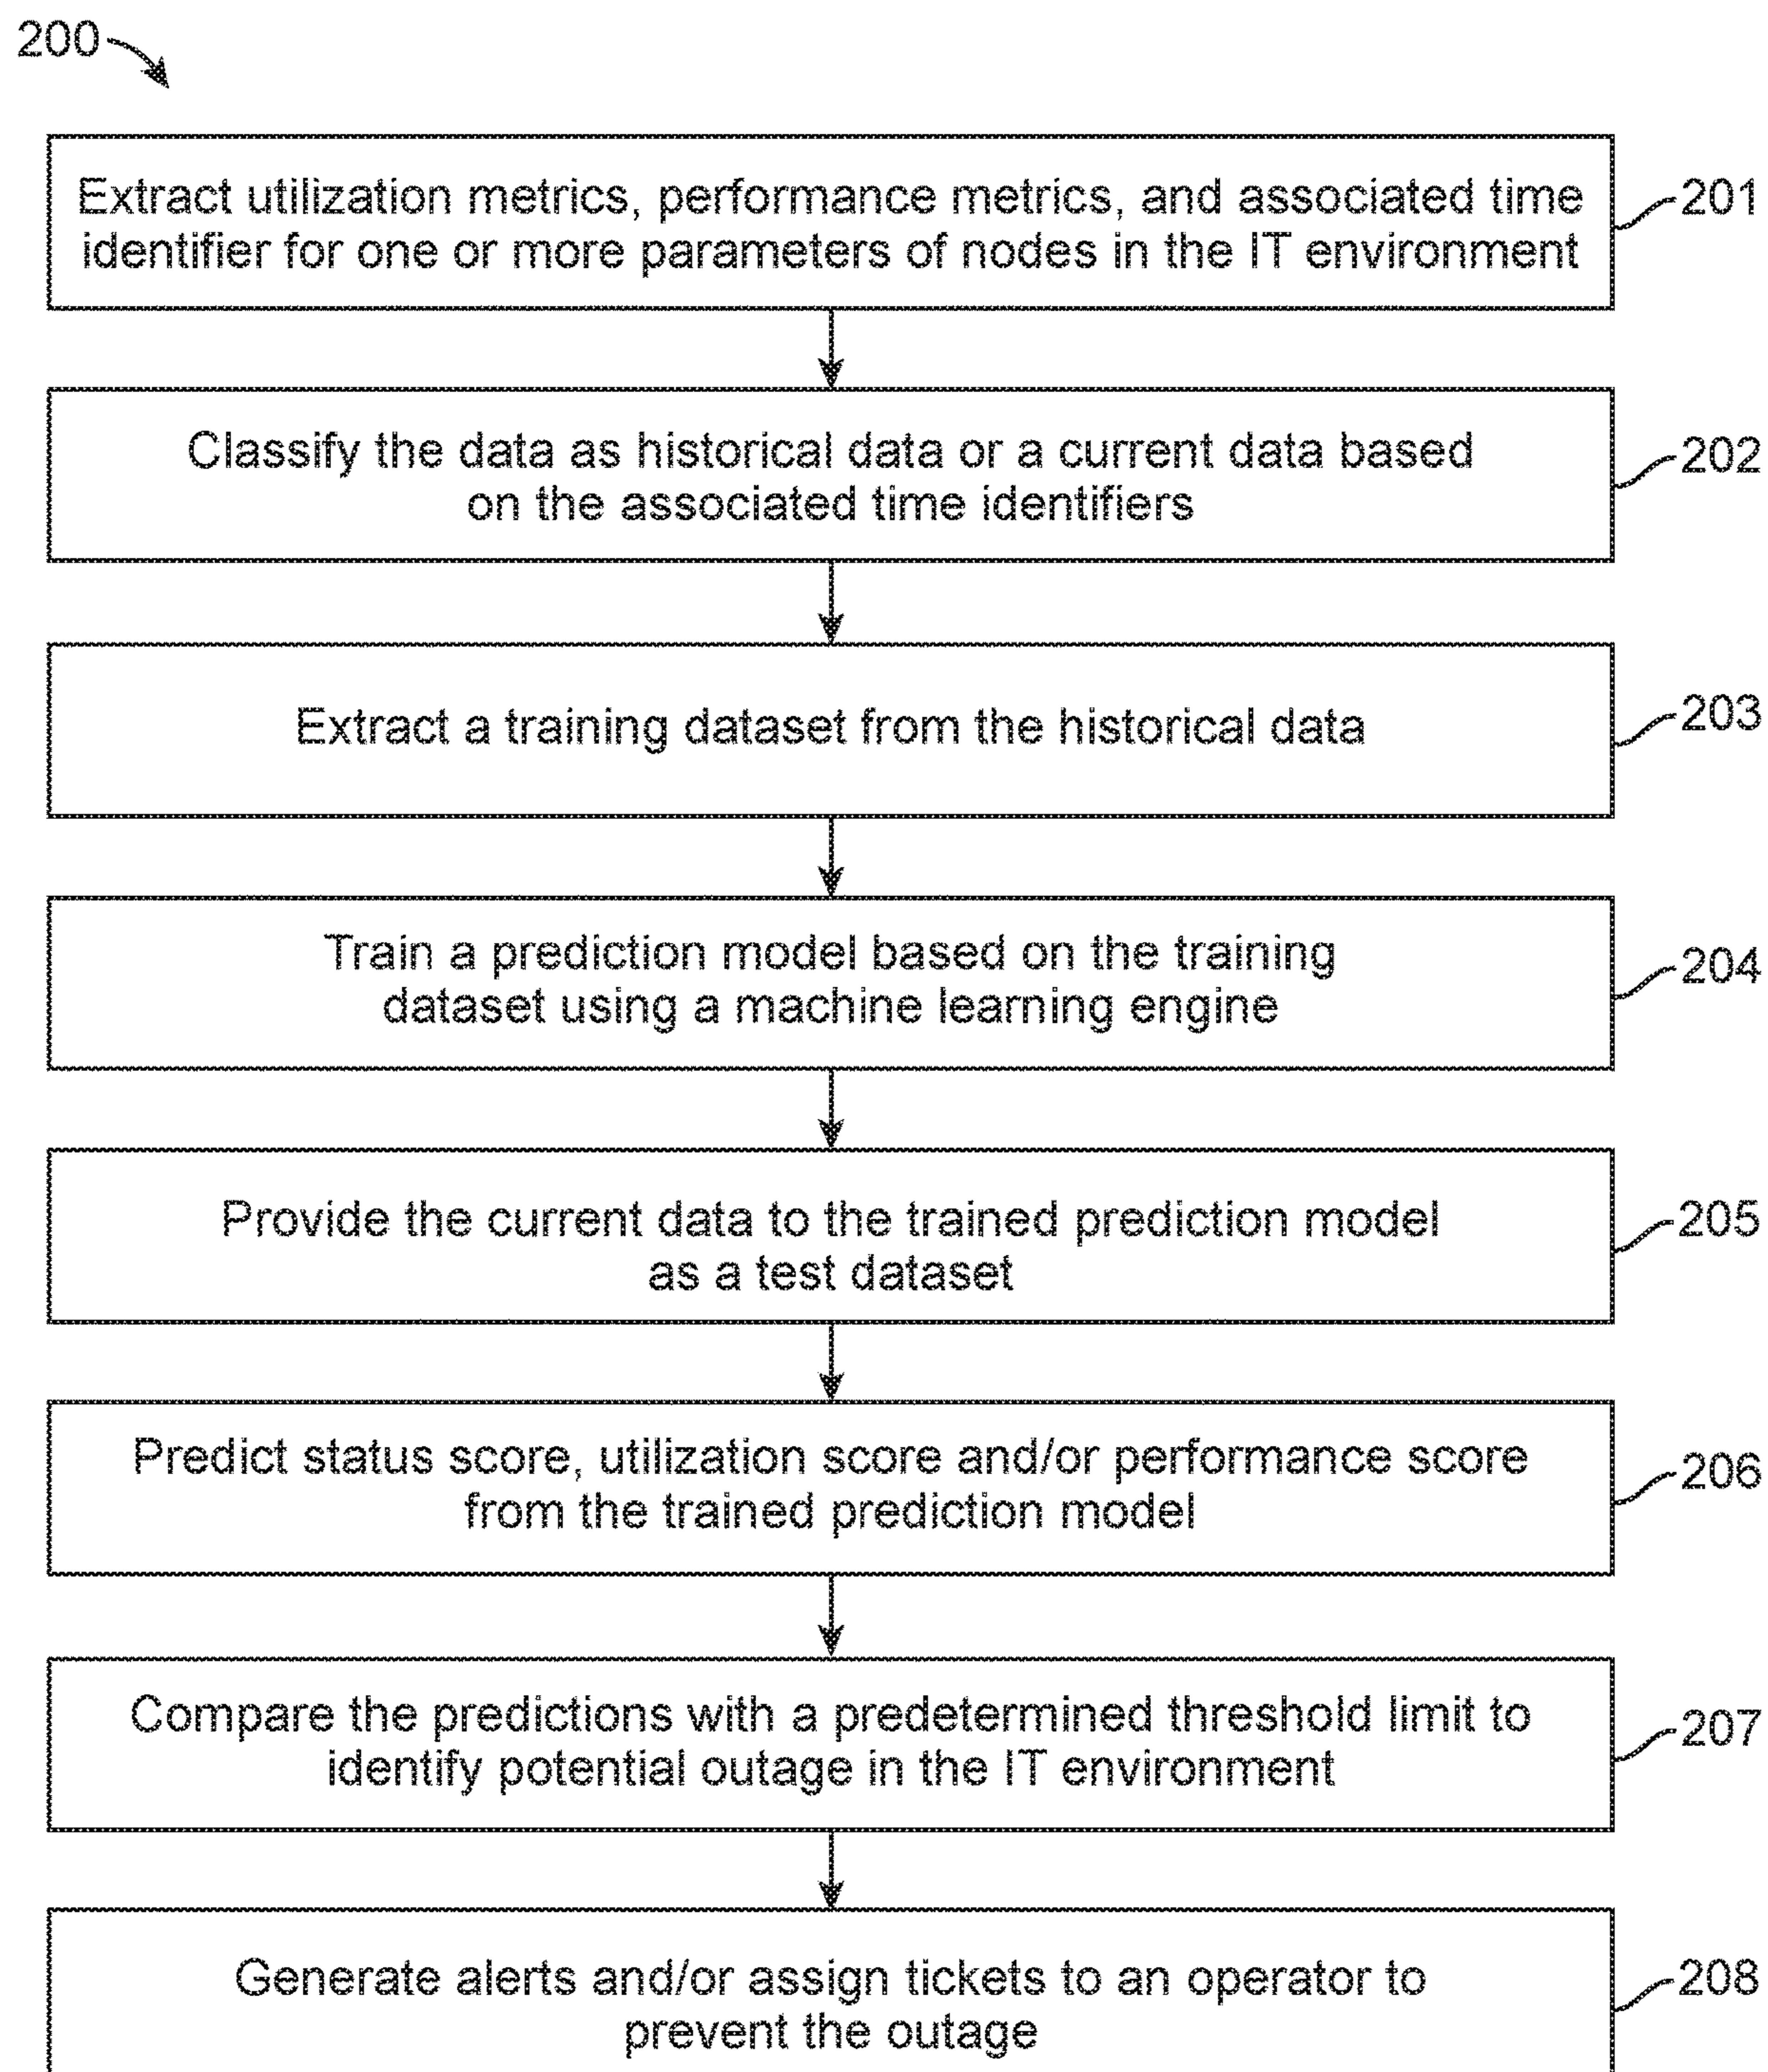 200
Extract utilization metrics, performance metrics, and associated time
identifier for one or more parameters of nodes in the IT environment
201
Classify the data as historical data or a current data based
on the associated time identifiers
202
Extract a training dataset from the historical data
203
Train a prediction model based on the training
dataset using a machine learning engine
204
Provide the current data to the trained prediction model
as a test dataset
205
Predict status score, utilization score and/or performance score
from the trained prediction model
206
Compare the predictions with a predetermined threshold limit to
identify potential outage in the IT environment
207
Generate alerts and/or assign tickets to an operator to
prevent the outage
208